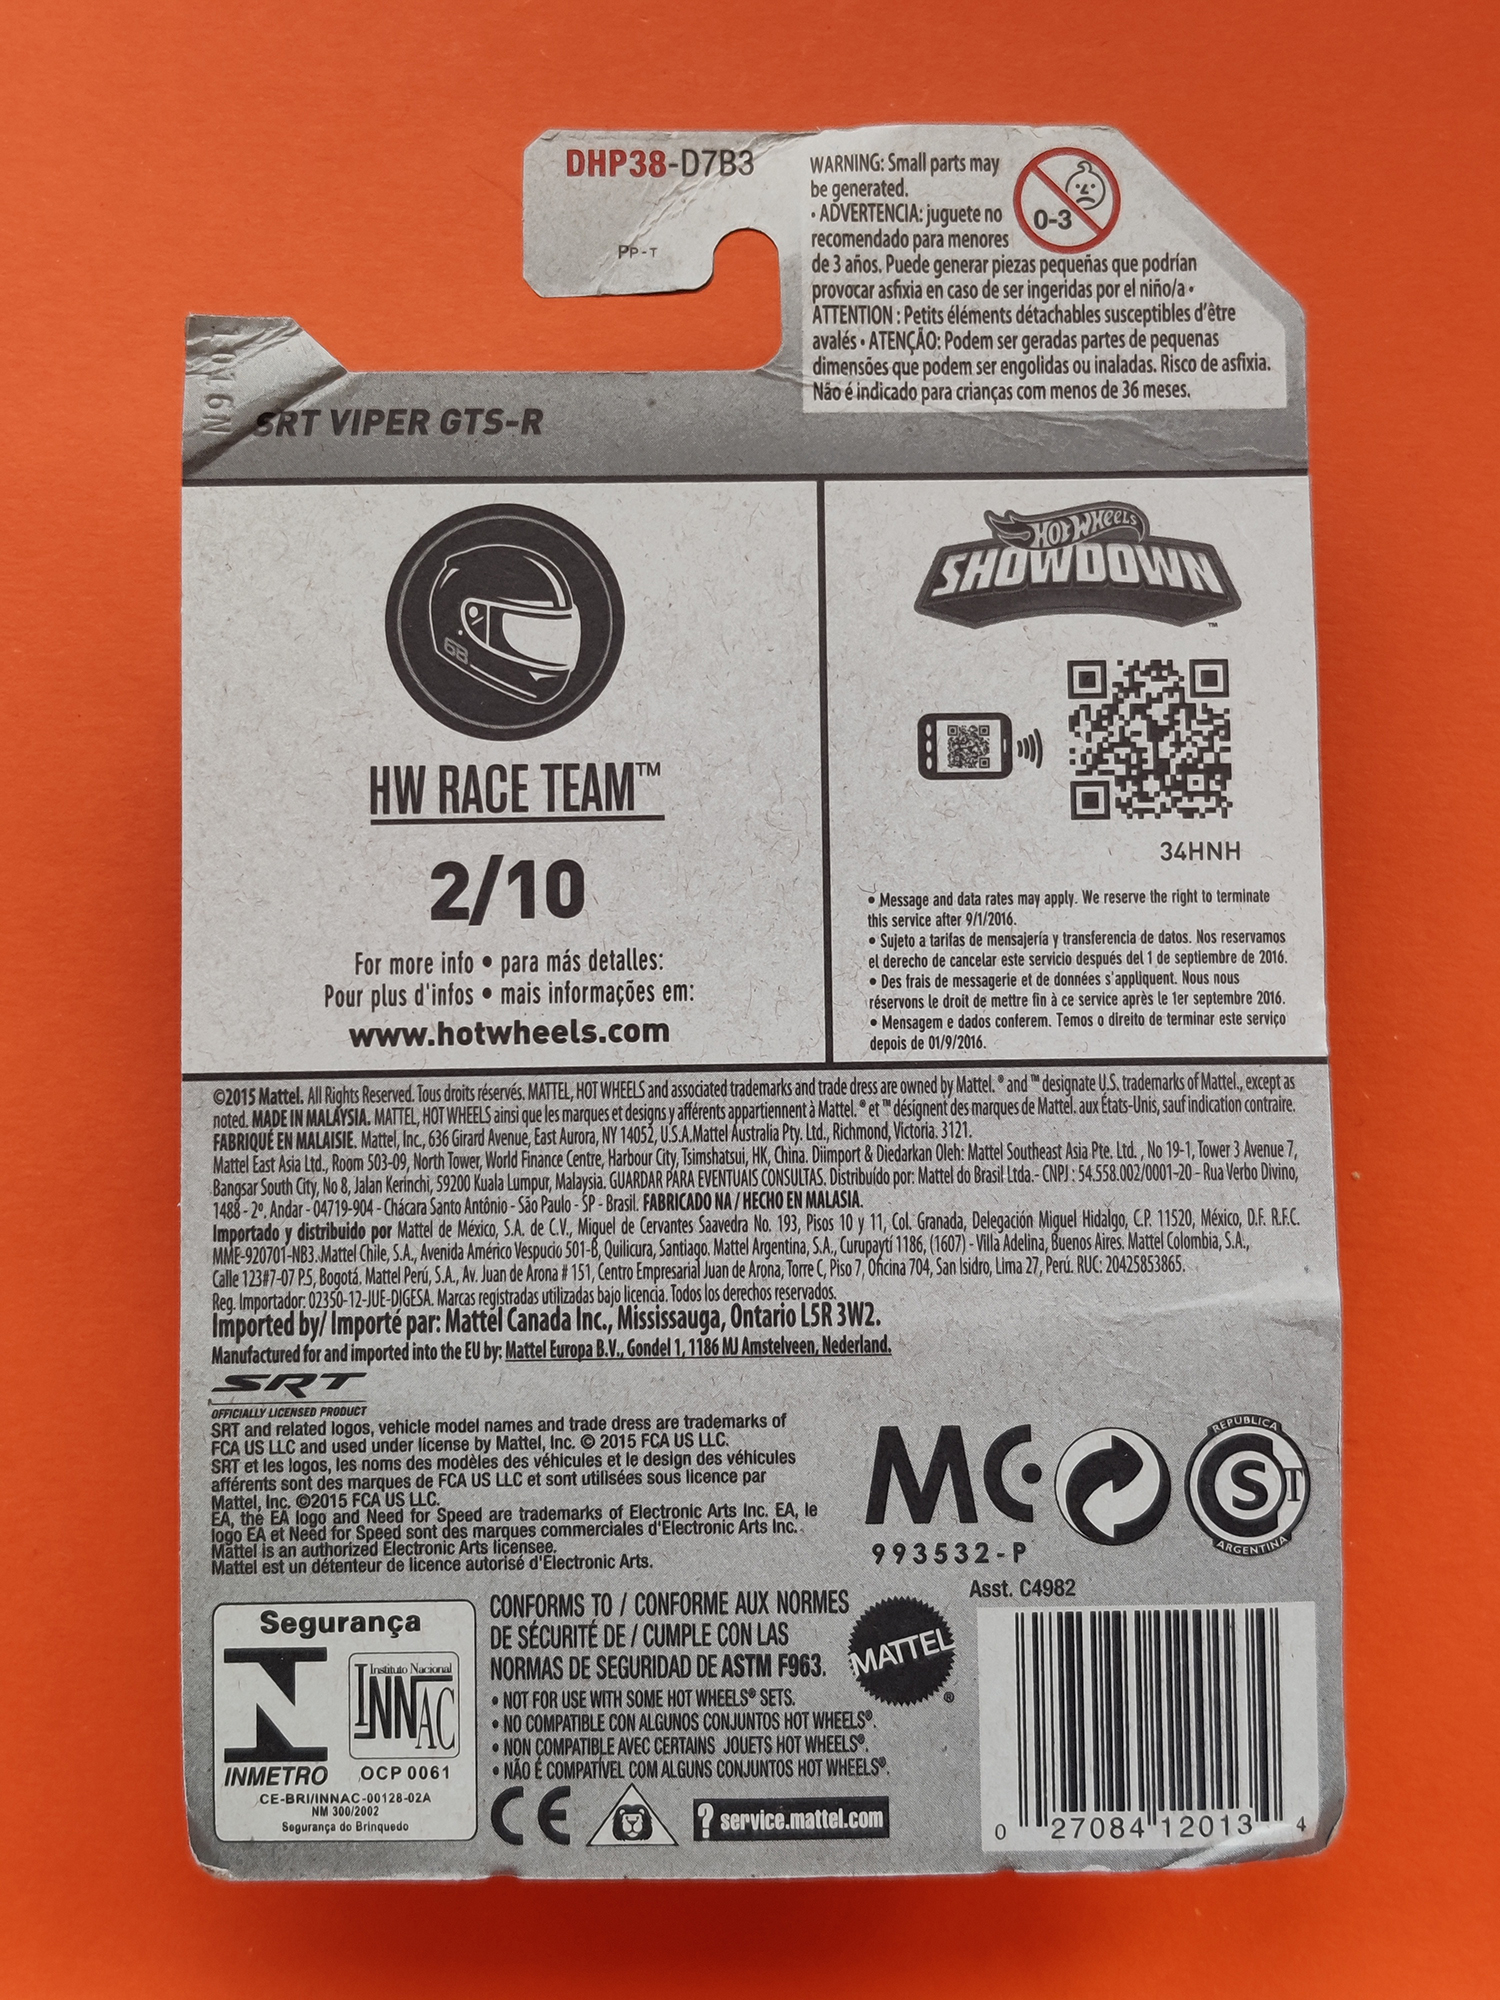 DHP38-D7B3
Pp-T
WARNING: Small parts may
be generated.
• ADVERTENCIA: juguete no
recomendado para menores
de 3 años. Puede generar piezas pequeñas que podrían
provocar asfixia en caso de ser ingeridas por el niño/a •
ATTENTION : Petits éléments détachables susceptibles d'être
avalés • ATENÇÃO: Podem ser geradas partes de pequenas
dimensões que podem ser engolidas ou inaladas. Risco de asfixia.
Não é indicado para crianças com menos de 36 meses.
0-3
SRT VIPER GTS-R
68
HW RACE TEAM™
2/10
For more info • para más detalles:
Pour plus d'infos • mais informações em:
www.hotwheels.com
HOT WHEELS
SHOWDOWN
™
34HNH
• Message and data rates may apply. We reserve the right to terminate
this service after 9/1/2016.
• Sujeto a tarifas de mensajería y transferencia de datos. Nos reservamos
el derecho de cancelar este servicio después del 1 de septiembre de 2016.
• Des frais de messagerie et de données s'appliquent. Nous nous
réservons le droit de mettre fin à ce service après le 1er septembre 2016.
• Mensagem e dados conferem. Temos o direito de terminar este serviço
depois de 01/9/2016.
©2015 Mattel. All Rights Reserved. Tous droits réservés. MATTEL, HOT WHEELS and associated trademarks and trade dress are owned by Mattel. ® and ™ designate U.S. trademarks of Mattel., except as
noted. MADE IN MALAYSIA. MATTEL, HOT WHEELS ainsi que les marques et designs y afférents appartiennent à Mattel. ® et ™ désignent des marques de Mattel. aux États-Unis, sauf indication contraire.
FABRIQUÉ EN MALAISIE. Mattel, Inc., 636 Girard Avenue, East Aurora, NY 14052, U.S.A.Mattel Australia Pty. Ltd., Richmond, Victoria. 3121.
Mattel East Asia Ltd., Room 503-09, North Tower, World Finance Centre, Harbour City, Tsimshatsui, HK, China. Diimport & Diedarkan Oleh: Mattel Southeast Asia Pte. Ltd. , No 19-1, Tower 3 Avenue 7,
Bangsar South City, No 8, Jalan Kerinchi, 59200 Kuala Lumpur, Malaysia. GUARDAR PARA EVENTUAIS CONSULTAS. Distribuído por: Mattel do Brasil Ltda.- CNPJ : 54.558.002/0001-20 - Rua Verbo Divino,
1488 - 2º. Andar - 04719-904 - Chácara Santo Antônio - São Paulo - SP - Brasil. FABRICADO NA / HECHO EN MALASIA.
Importado y distribuido por Mattel de México, S.A. de C.V., Miguel de Cervantes Saavedra No. 193, Pisos 10 y 11, Col. Granada, Delegación Miguel Hidalgo, C.P. 11520, México, D.F. R.F.C.
MME-920701-NB3.Mattel Chile, S.A., Avenida Américo Vespucio 501-B, Quilicura, Santiago. Mattel Argentina, S.A., Curupaytí 1186, (1607) - Villa Adelina, Buenos Aires. Mattel Colombia, S.A.,
Calle 123#7-07 P.5, Bogotá. Mattel Perú, S.A., Av. Juan de Arona # 151, Centro Empresarial Juan de Arona, Torre C, Piso 7, Oficina 704, San Isidro, Lima 27, Perú. RUC: 20425853865.
Reg. Importador: 02350-12-JUE-DIGESA. Marcas registradas utilizadas bajo licencia. Todos los derechos reservados.
Imported by/ Importé par: Mattel Canada Inc., Mississauga, Ontario L5R 3W2.
Manufactured for and imported into the EU by: Mattel Europa B.V., Gondel 1, 1186 MJ Amstelveen, Nederland.
SRT
OFFICIALLY LICENSED PRODUCT
SRT and related logos, vehicle model names and trade dress are trademarks of
FCA US LLC and used under license by Mattel, Inc. © 2015 FCA US LLC.
SRT et les logos, les noms des modèles des véhicules et le design des véhicules
afférents sont des marques de FCA US LLC et sont utilisées sous licence par
Mattel, Inc. ©2015 FCA US LLC.
EA, the EA logo and Need for Speed are trademarks of Electronic Arts Inc. EA, le
logo EA et Need for Speed sont des marques commerciales d'Electronic Arts Inc.
Mattel is an authorized Electronic Arts licensee.
Mattel est un détenteur de licence autorisé d'Electronic Arts.
MC
993532-P
REPUBLICA
S T
ARGENTINA
Asst. C4982
Segurança
INMETRO
Instituto Nacional
INNAC
OCP 0061
CE-BRI/INNAC-00128-02A
NM 300/2002
Segurança do Brinquedo
CONFORMS TO / CONFORME AUX NORMES
DE SÉCURITÉ DE / CUMPLE CON LAS
NORMAS DE SEGURIDAD DE ASTM F963.
• NOT FOR USE WITH SOME HOT WHEELS® SETS.
• NO COMPATIBLE CON ALGUNOS CONJUNTOS HOT WHEELS®.
• NON COMPATIBLE AVEC CERTAINS JOUETS HOT WHEELS®.
• NÃO É COMPATÍVEL COM ALGUNS CONJUNTOS HOT WHEELS®.
MATTEL
®
CE
? service.mattel.com
0 27084 12013 4